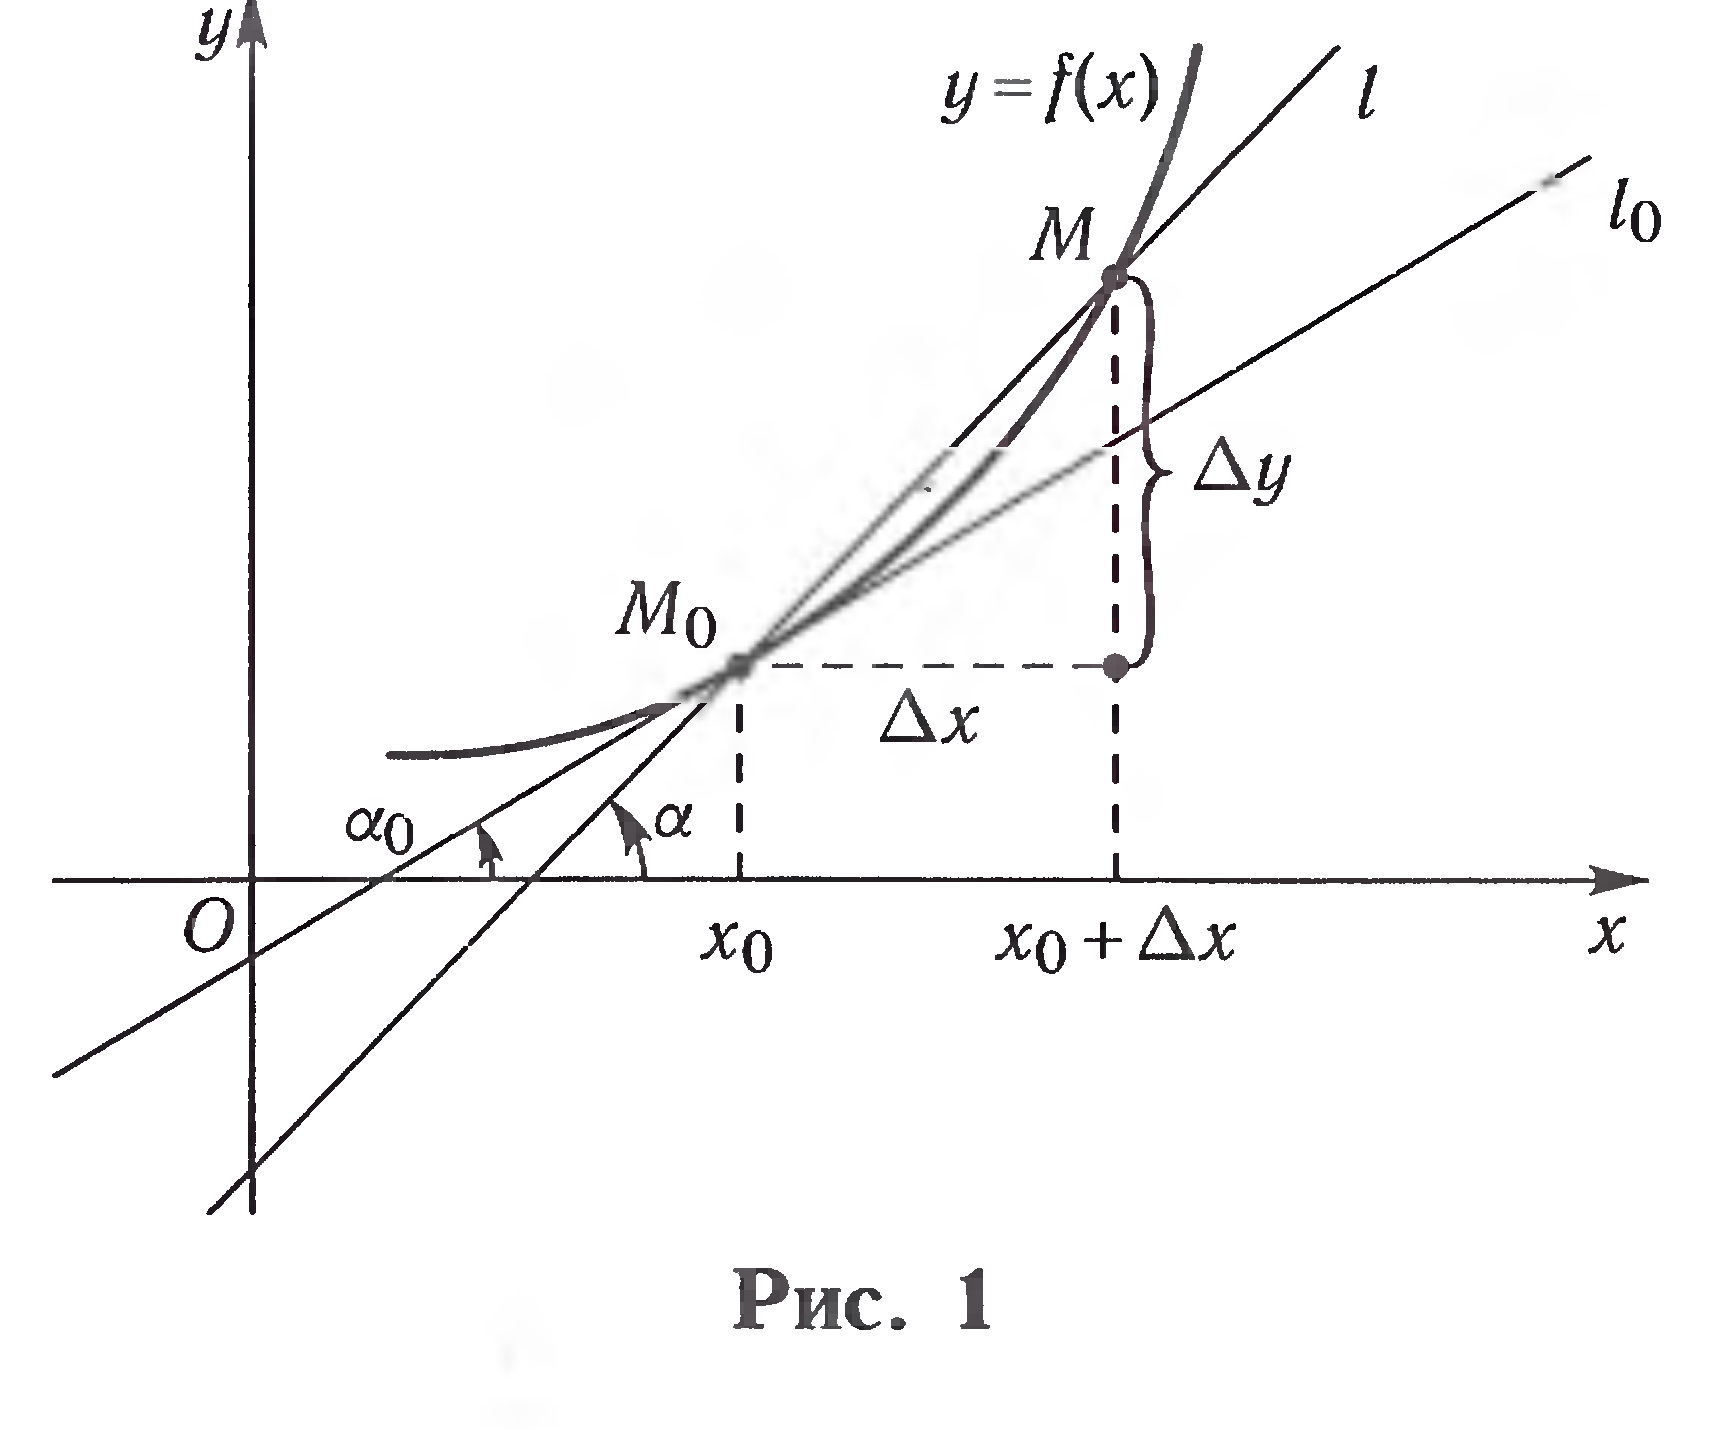 y
y = f(x)
l
l₀
M
Δy
M₀
Δx
α₀
α
O
x₀
x₀ + Δx
x
Рис. 1